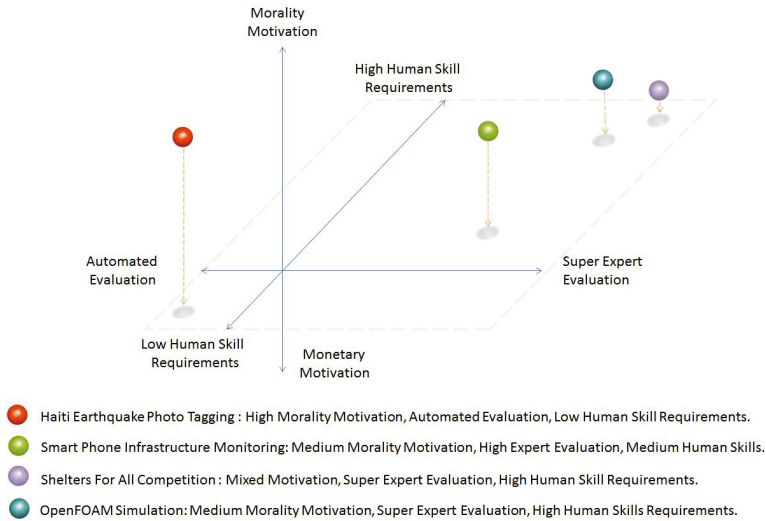 Morality
Motivation
High Human Skill
Requirements
Automated
Evaluation
Super Expert
Evaluation
Low Human Skill
Requirements
Monetary
Motivation
Haiti Earthquake Photo Tagging : High Morality Motivation, Automated Evaluation, Low Human Skill Requirements.
Smart Phone Infrastructure Monitoring: Medium Morality Motivation, High Expert Evaluation, Medium Human Skills.
Shelters For All Competition : Mixed Motivation, Super Expert Evaluation, High Human Skill Requirements.
OpenFOAM Simulation: Medium Morality Motivation, Super Expert Evaluation, High Human Skills Requirements.